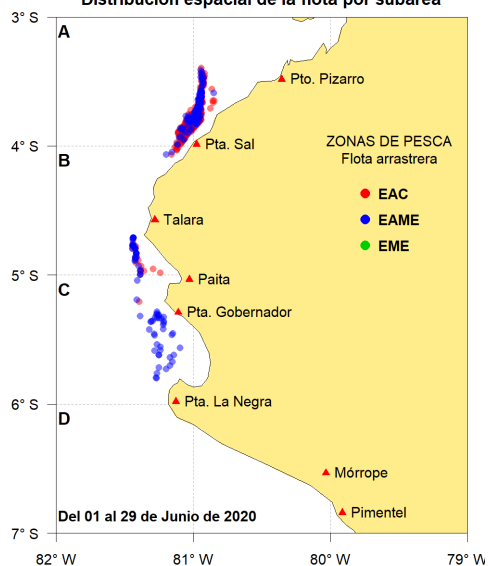 Distribución espacial de la flota por subárea
3° S
A
Pto. Pizarro
4° S
Pta. Sal
B
ZONAS DE PESCA
Flota arrastrera
EAC
EAME
EME
Talara
5° S
Paita
C
Pta. Gobernador
6° S
Pta. La Negra
D
Mórrope
Pimentel
Del 01 al 29 de Junio de 2020
7° S
82° W
81° W
80° W
79° W